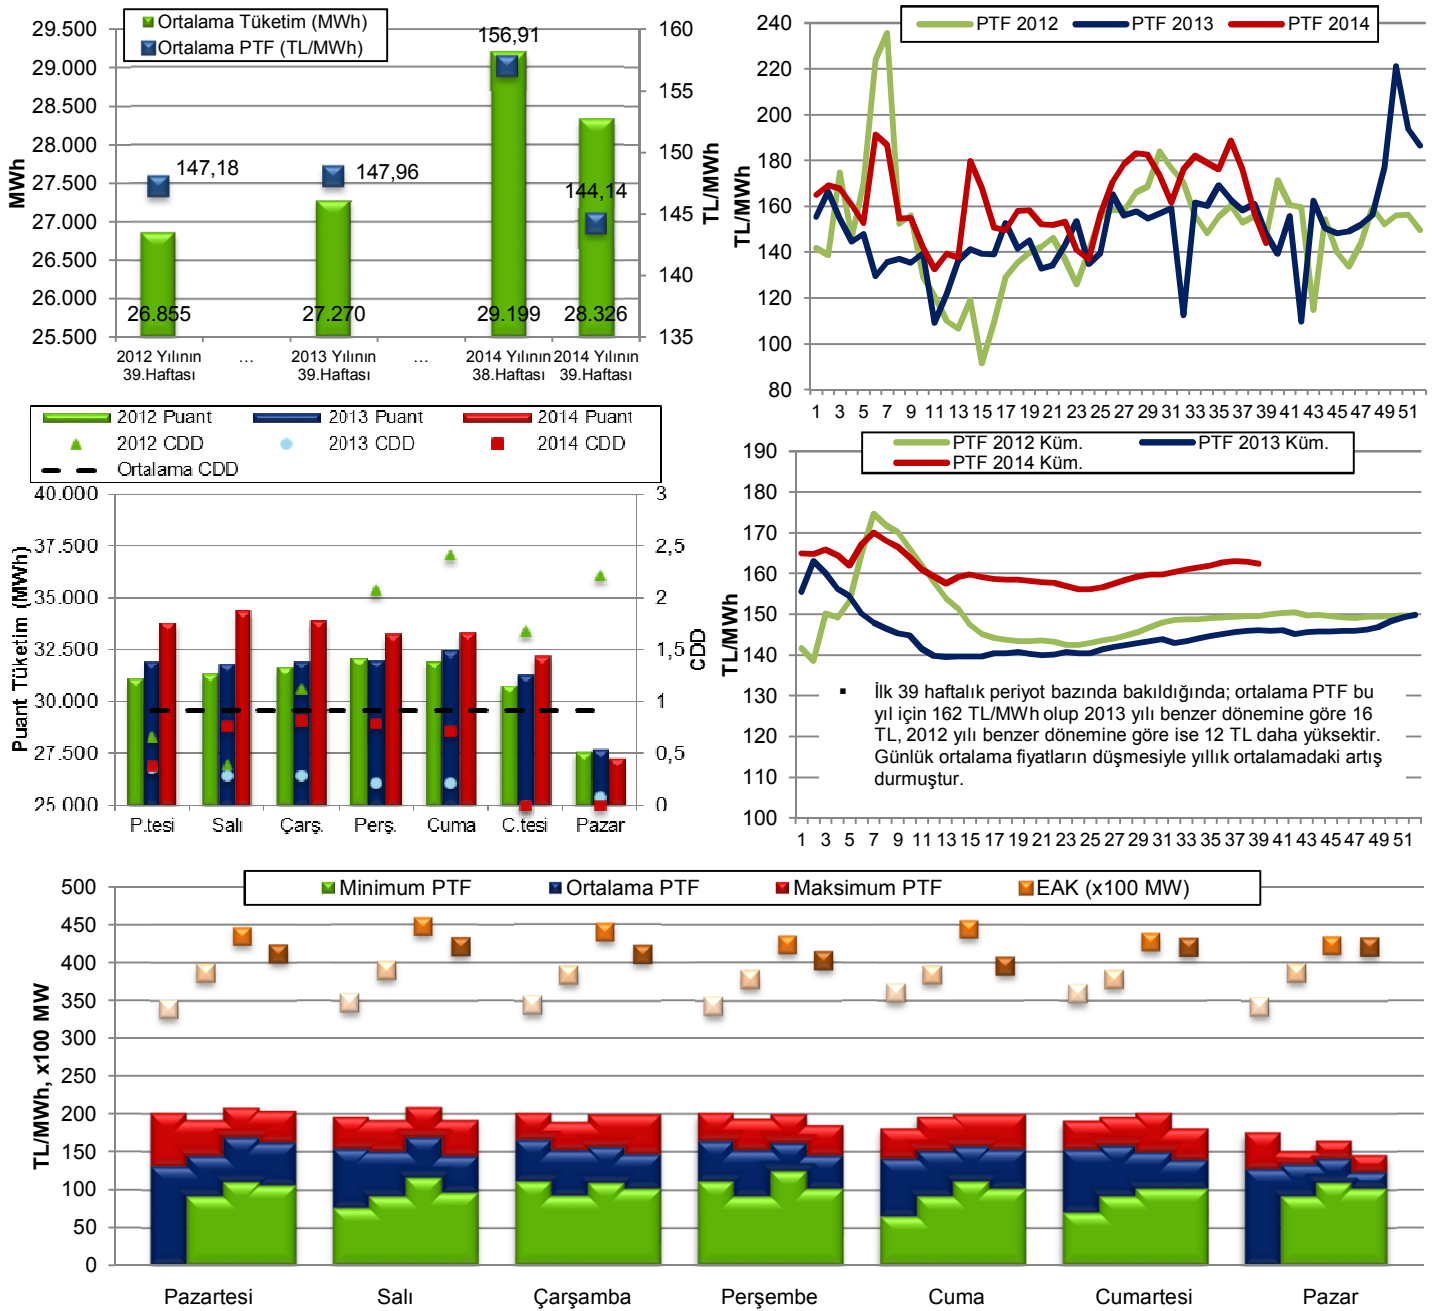 Ortalama Tüketim (MWh)
Ortalama PTF (TL/MWh)
MWh
29.500
29.000
28.500
28.000
27.500
27.000
26.500
26.000
25.500
160
155
150
145
140
135
TL/MWh
147,18
147,96
156,91
144,14
26.855
27.270
29.199
28.326
2012 Yılının
39.Haftası
...
2013 Yılının
39.Haftası
...
2014 Yılının
38.Haftası
2014 Yılının
39.Haftası
PTF 2012 PTF 2013 PTF 2014
TL/MWh
240
220
200
180
160
140
120
100
80
1 3 5 7 9 11 13 15 17 19 21 23 25 27 29 31 33 35 37 39 41 43 45 47 49 51
2012 Puant 2013 Puant 2014 Puant
2012 CDD 2013 CDD 2014 CDD
Ortalama CDD
Puant Tüketim (MWh)
40.000
37.500
35.000
32.500
30.000
27.500
25.000
3
2,5
2
1,5
1
0,5
0
CDD
P.tesi Salı Çarş. Perş. Cuma C.tesi Pazar
PTF 2012 Küm. PTF 2013 Küm.
PTF 2014 Küm.
TL/MWh
190
180
170
160
150
140
130
120
110
100
▪ İlk 39 haftalık periyot bazında bakıldığında; ortalama PTF bu
yıl için 162 TL/MWh olup 2013 yılı benzer dönemine göre 16
TL, 2012 yılı benzer dönemine göre ise 12 TL daha yüksektir.
Günlük ortalama fiyatların düşmesiyle yıllık ortalamadaki artış
durmuştur.
1 3 5 7 9 11 13 15 17 19 21 23 25 27 29 31 33 35 37 39 41 43 45 47 49 51
Minimum PTF Ortalama PTF Maksimum PTF EAK (x100 MW)
TL/MWh, x100 MW
500
450
400
350
300
250
200
150
100
50
0
Pazartesi Salı Çarşamba Perşembe Cuma Cumartesi Pazar